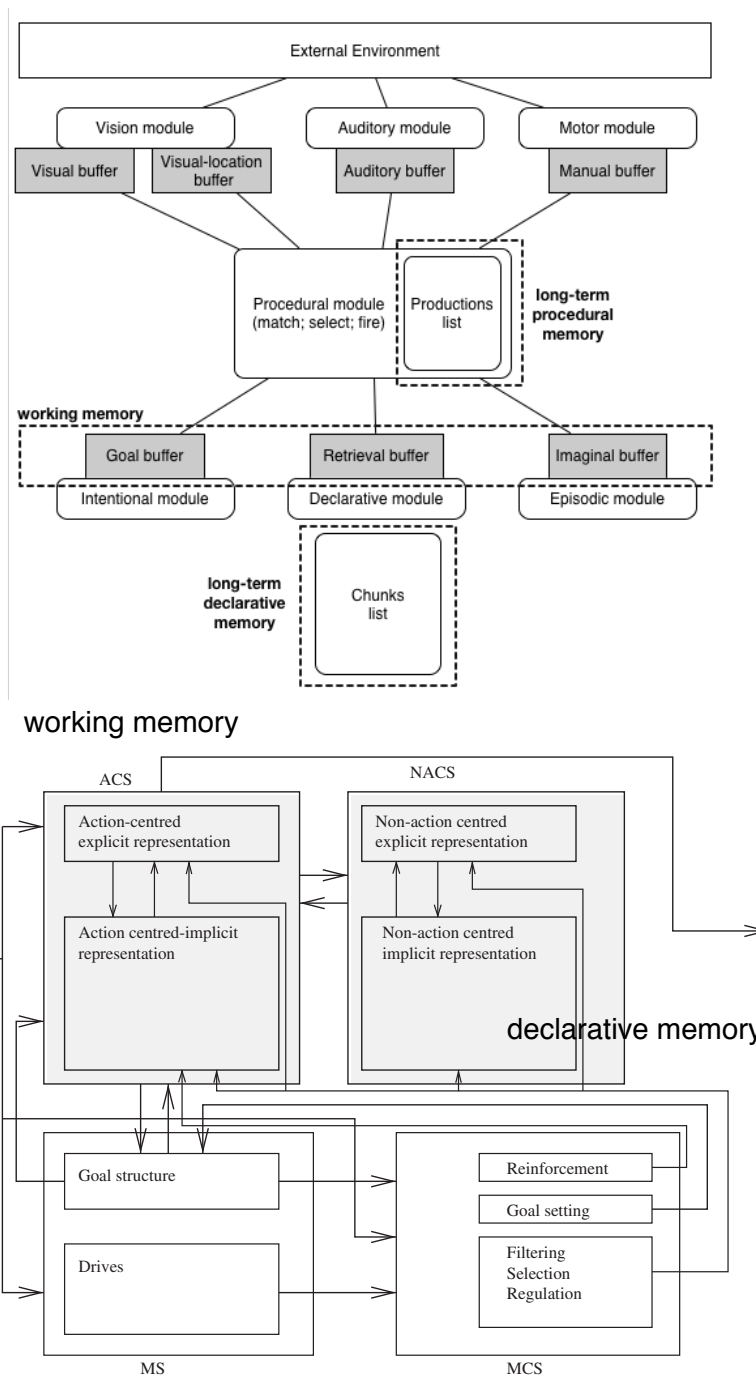 External Environment
Vision module
Auditory module
Motor module
Visual buffer
Visual-location
buffer
Auditory buffer
Manual buffer
Procedural module
(match; select; fire)
Productions
list
long-term
procedural
memory
working memory
Goal buffer
Retrieval buffer
Imaginal buffer
Intentional module
Declarative module
Episodic module
long-term
declarative
memory
Chunks
list
working memory
ACS
NACS
Action-centred
explicit representation
Non-action centred
explicit representation
Action centred-implicit
representation
Non-action centred
implicit representation
declarative memory
Goal structure
Reinforcement
Goal setting
Drives
Filtering
Selection
Regulation
MS
MCS